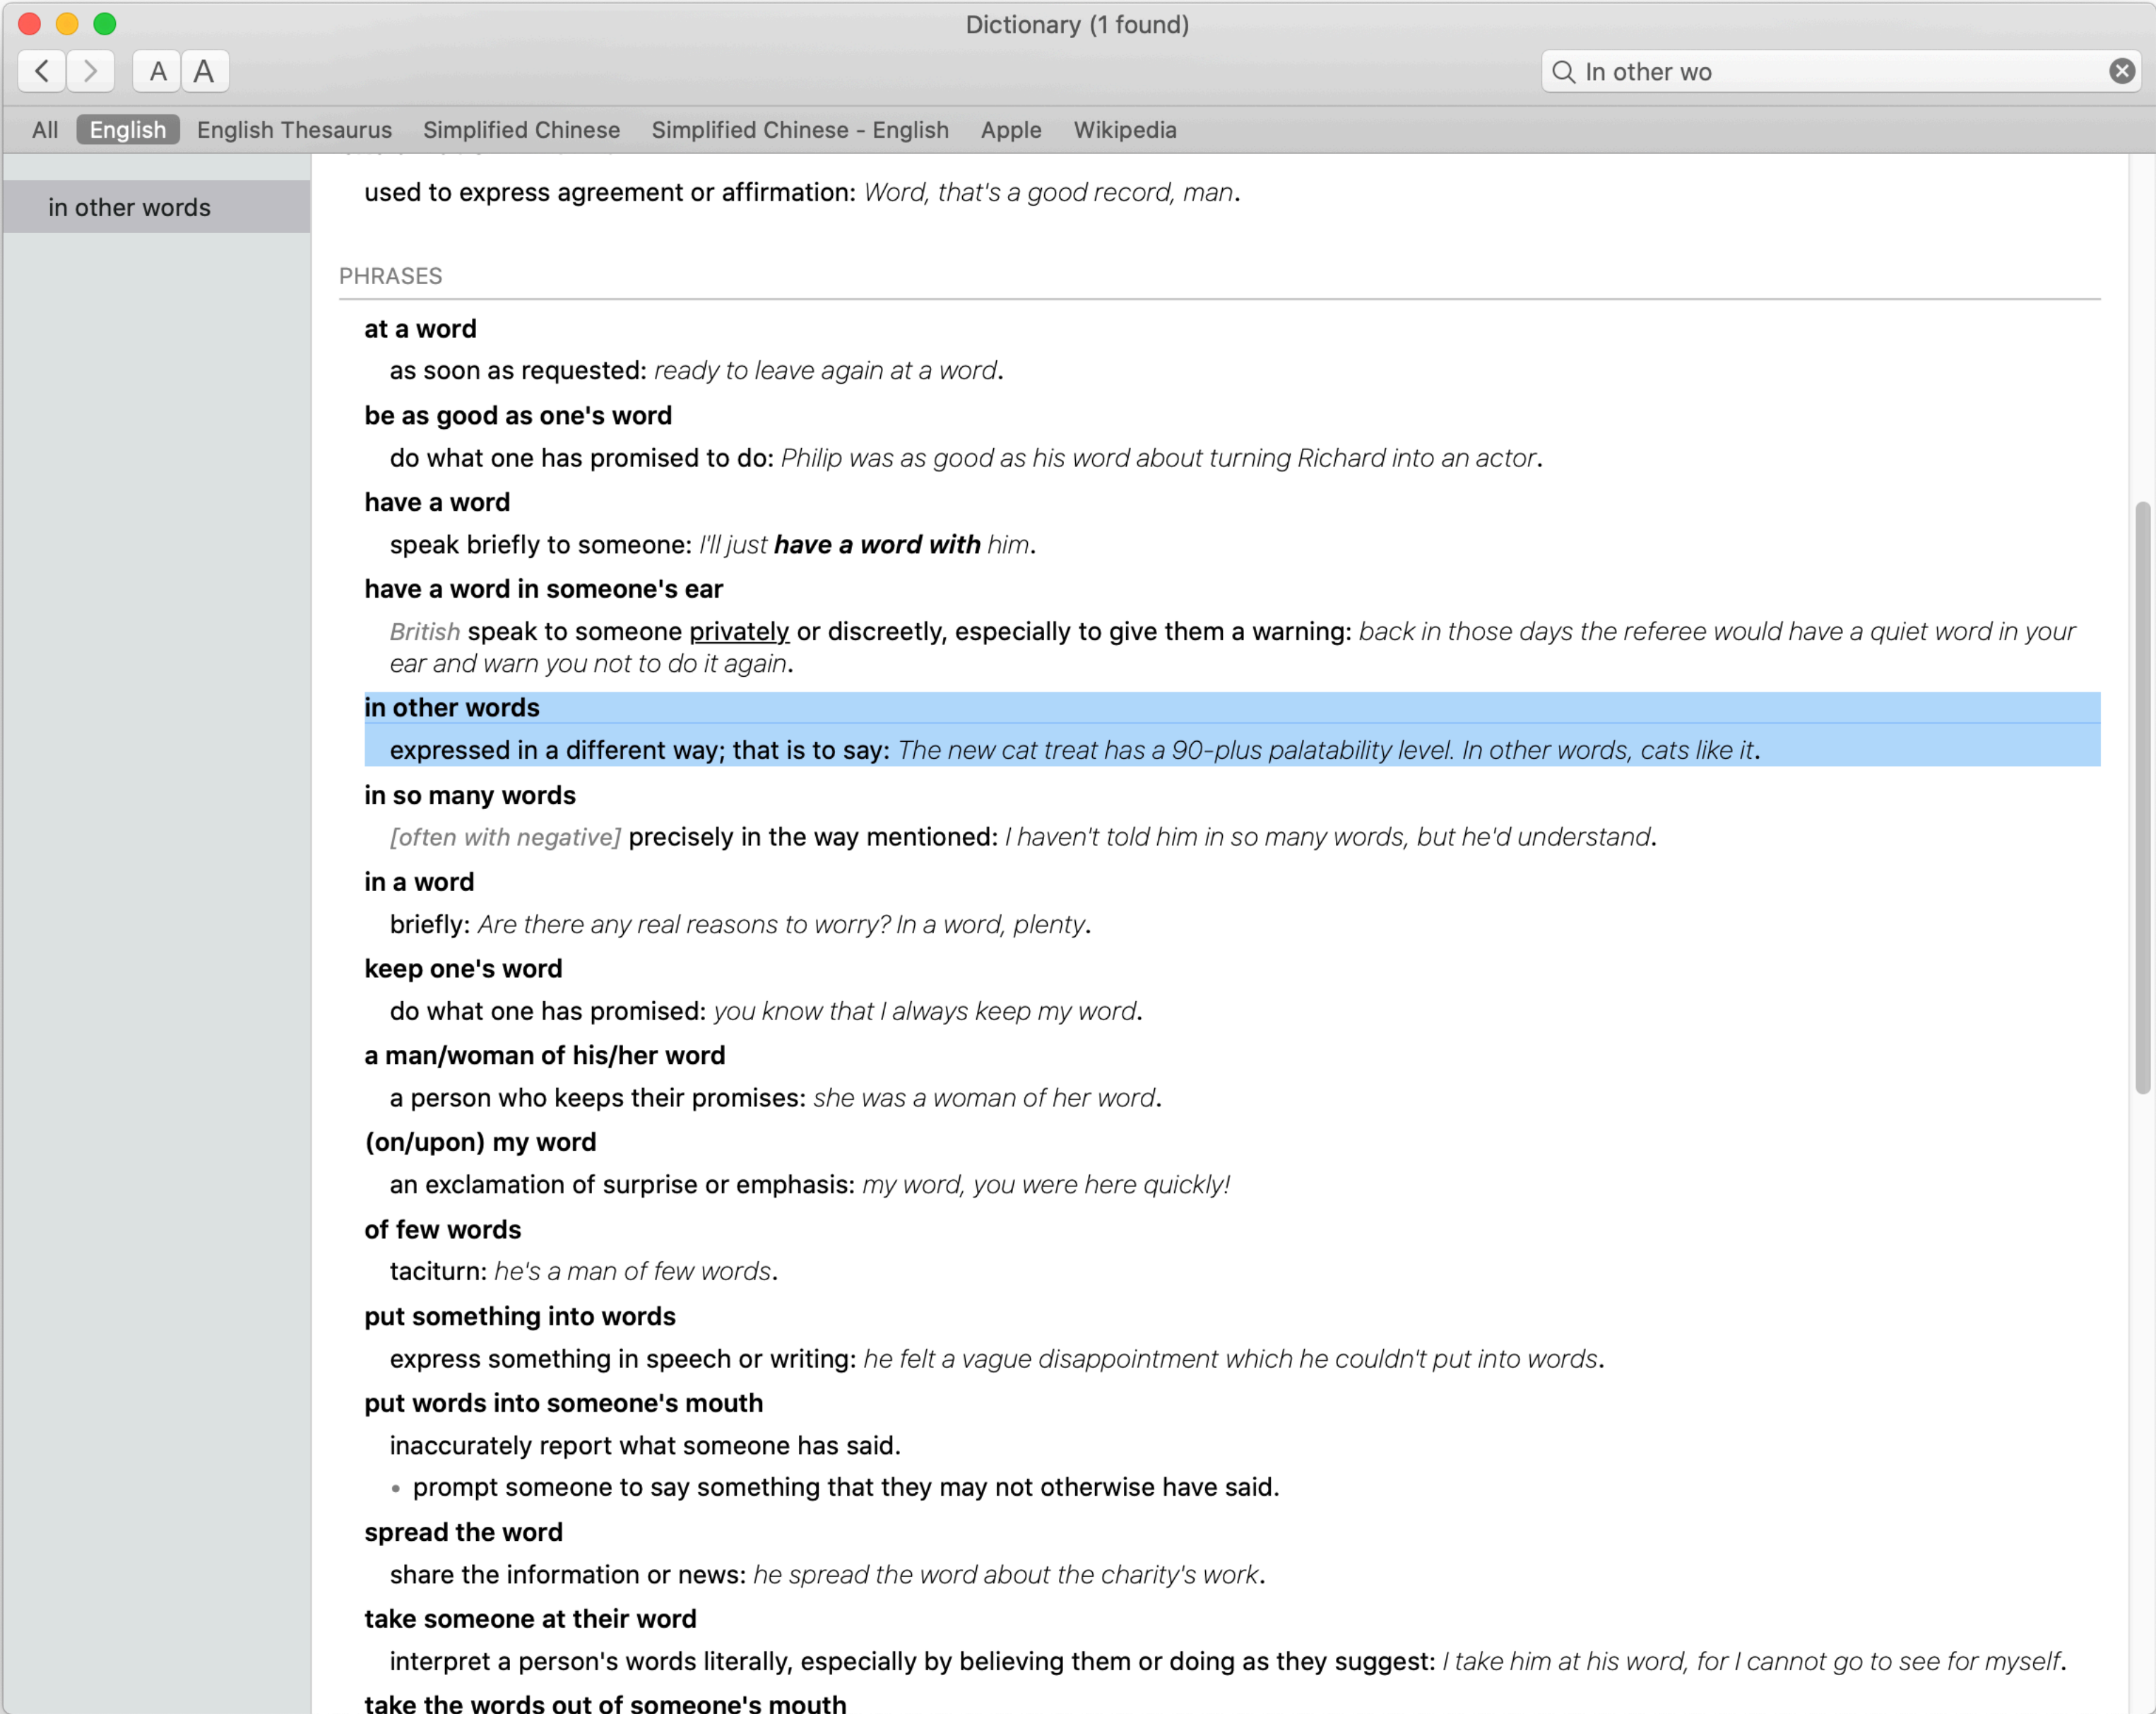 Dictionary (1 found)
A A
In other wo
All English English Thesaurus Simplified Chinese Simplified Chinese - English Apple Wikipedia
in other words
used to express agreement or affirmation: Word, that's a good record, man.
PHRASES
at a word
as soon as requested: ready to leave again at a word.
be as good as one's word
do what one has promised to do: Philip was as good as his word about turning Richard into an actor.
have a word
speak briefly to someone: I'll just have a word with him.
have a word in someone's ear
British speak to someone privately or discreetly, especially to give them a warning: back in those days the referee would have a quiet word in your
ear and warn you not to do it again.
in other words
expressed in a different way; that is to say: The new cat treat has a 90-plus palatability level. In other words, cats like it.
in so many words
[often with negative] precisely in the way mentioned: I haven't told him in so many words, but he'd understand.
in a word
briefly: Are there any real reasons to worry? In a word, plenty.
keep one's word
do what one has promised: you know that I always keep my word.
a man/woman of his/her word
a person who keeps their promises: she was a woman of her word.
(on/upon) my word
an exclamation of surprise or emphasis: my word, you were here quickly!
of few words
taciturn: he's a man of few words.
put something into words
express something in speech or writing: he felt a vague disappointment which he couldn't put into words.
put words into someone's mouth
inaccurately report what someone has said.
• prompt someone to say something that they may not otherwise have said.
spread the word
share the information or news: he spread the word about the charity's work.
take someone at their word
interpret a person's words literally, especially by believing them or doing as they suggest: I take him at his word, for I cannot go to see for myself.
take the words out of someone's mouth